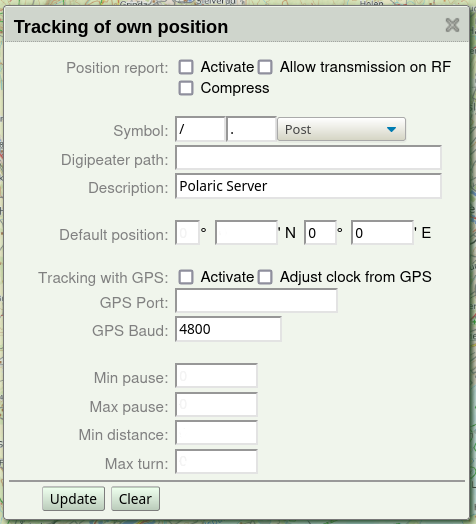 Tracking of own position
Position report: Activate Allow transmission on RF
Compress
Symbol: / . Post
Digipeater path:
Description: Polaric Server
Default position: 0 ° ' N 0 ° 0 ' E
Tracking with GPS: Activate Adjust clock from GPS
GPS Port:
GPS Baud: 4800
Min pause: 0
Max pause: 0
Min distance:
Max turn: 0
Update Clear